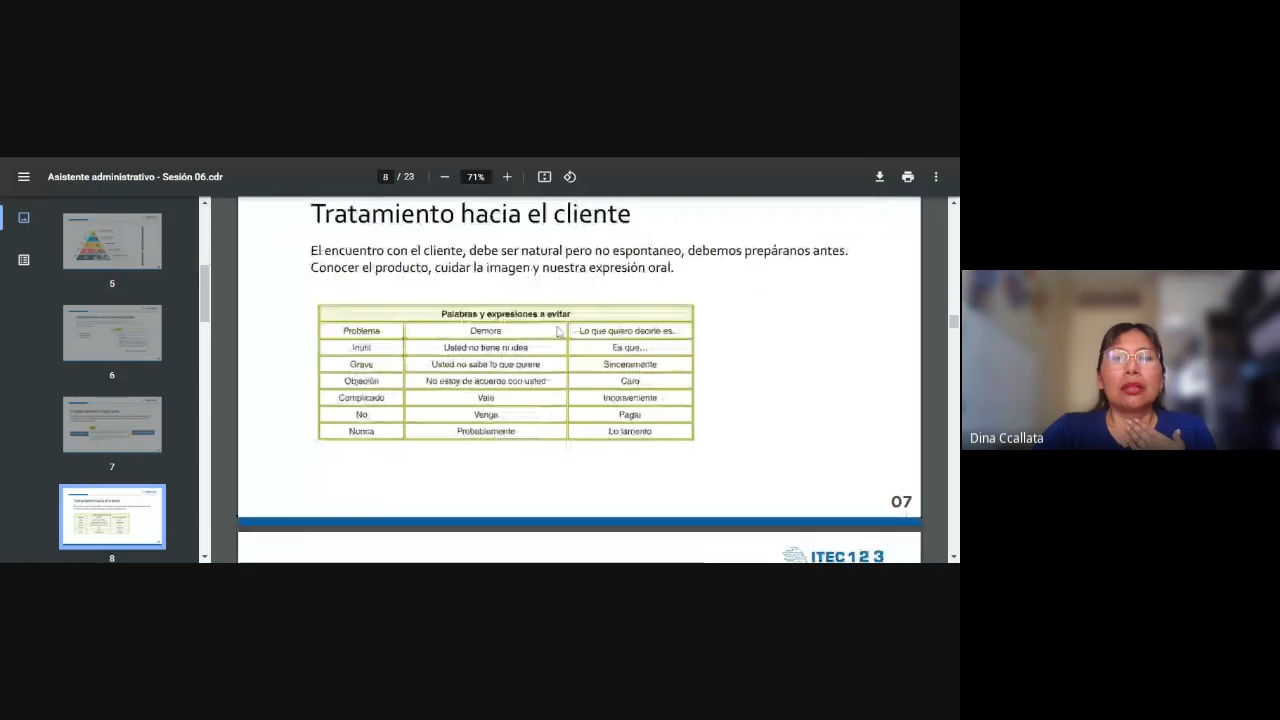 Asistente administrativo - Sesión 06.cdr
8 / 23
71%
5
6
7
8
Tratamiento hacia el cliente
El encuentro con el cliente, debe ser natural pero no espontaneo, debemos prepáranos antes.
Conocer el producto, cuidar la imagen y nuestra expresión oral.
Palabras y expresiones a evitar
Problema Demora Lo que quiero decirle es..
Inútil Usted no tiene ni idea Es que...
Grave Usted no sabe lo que quiere Sinceramente
Objeción No estoy de acuerdo con usted Caro
Complicado Vale Inconveniente
No Venga Pagar
Nunca Probablemente Lo lamento
07
ITEC 1 2 3
Dina Ccallata